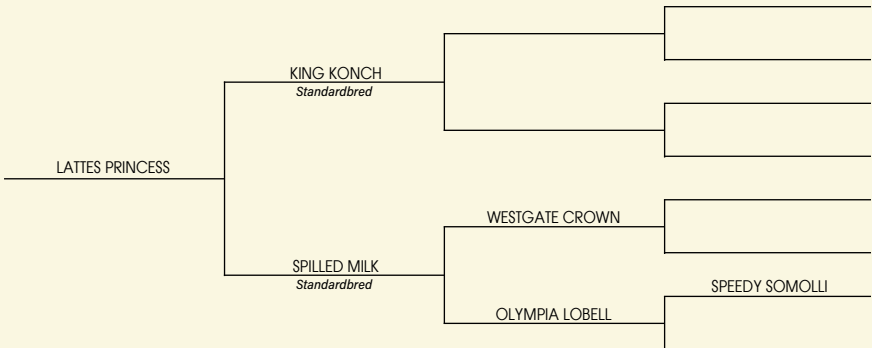 KING KONCH
Standardbred
LATTES PRINCESS
WESTGATE CROWN
SPILLED MILK
Standardbred
SPEEDY SOMOLLI
OLYMPIA LOBELL